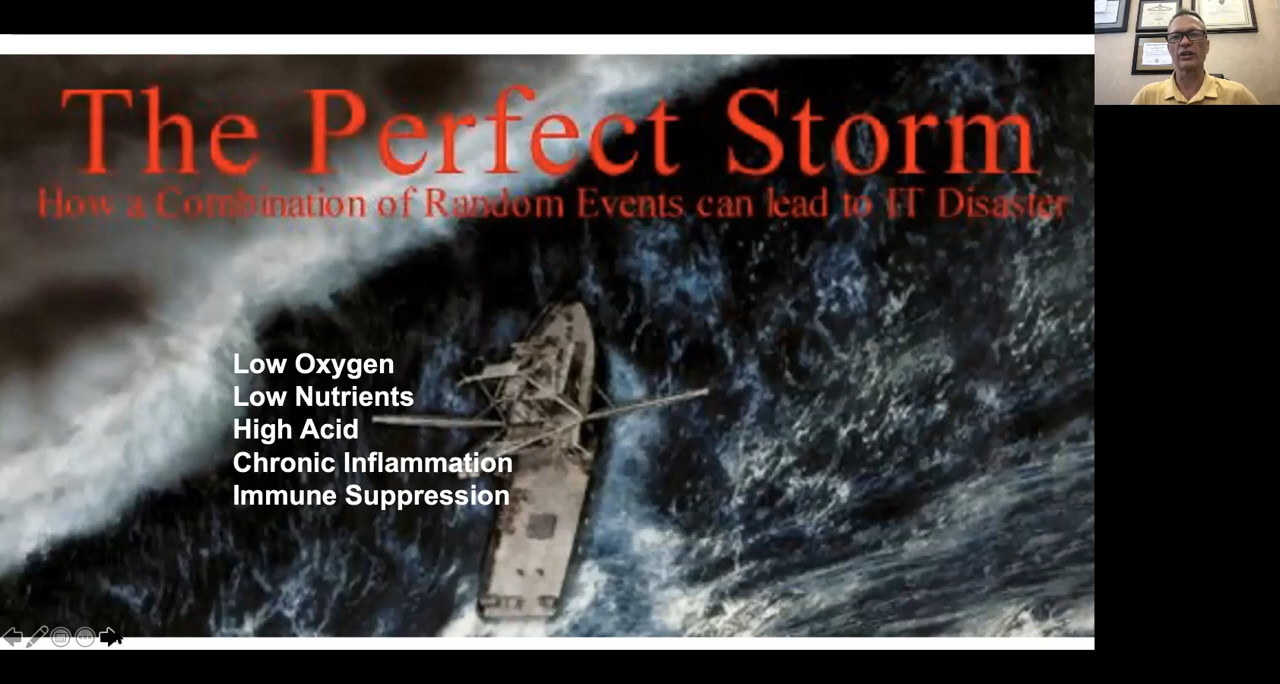 The Perfect Storm
How a Combination of Random Events can lead to IT Disaster
Low Oxygen
Low Nutrients
High Acid
Chronic Inflammation
Immune Suppression